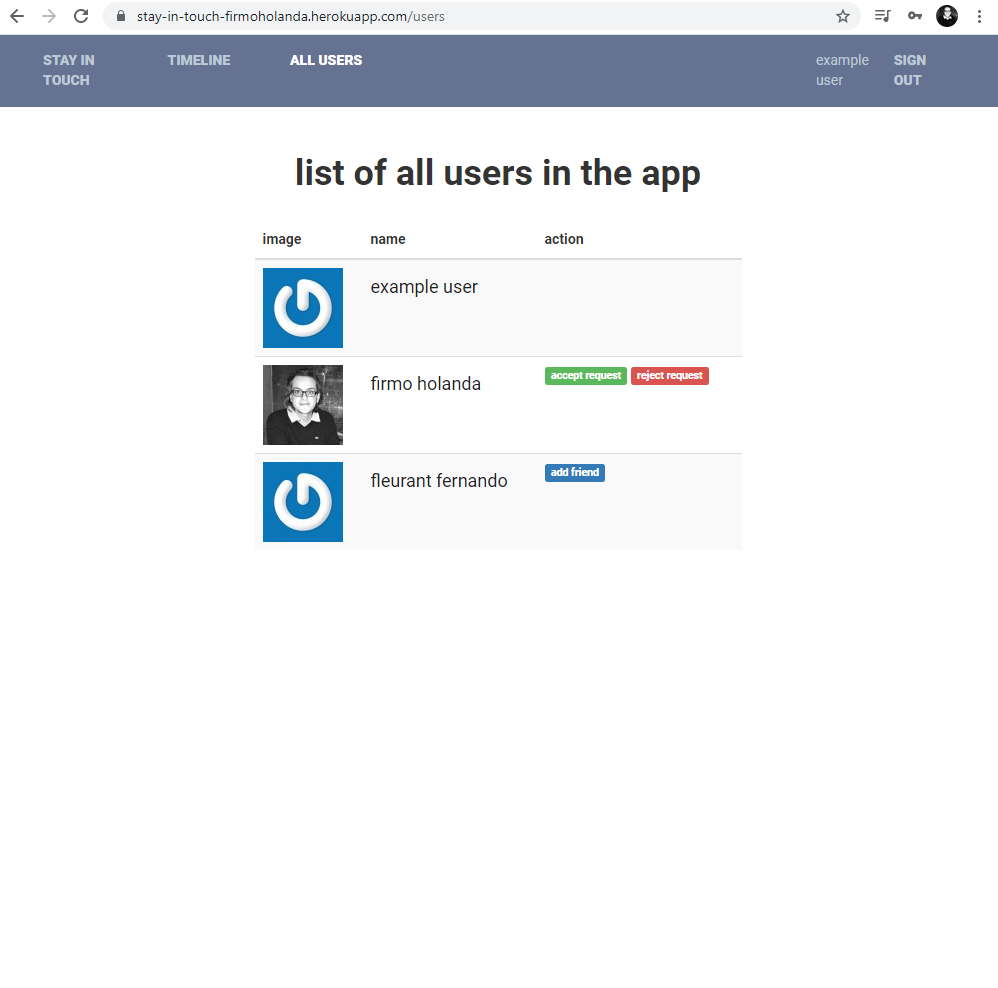 stay-in-touch-firmoholanda.herokuapp.com/users
STAY IN TOUCH TIMELINE ALL USERS example user SIGN OUT
list of all users in the app
image name action
example user
firmo holanda accept request reject request
fleurant fernando add friend